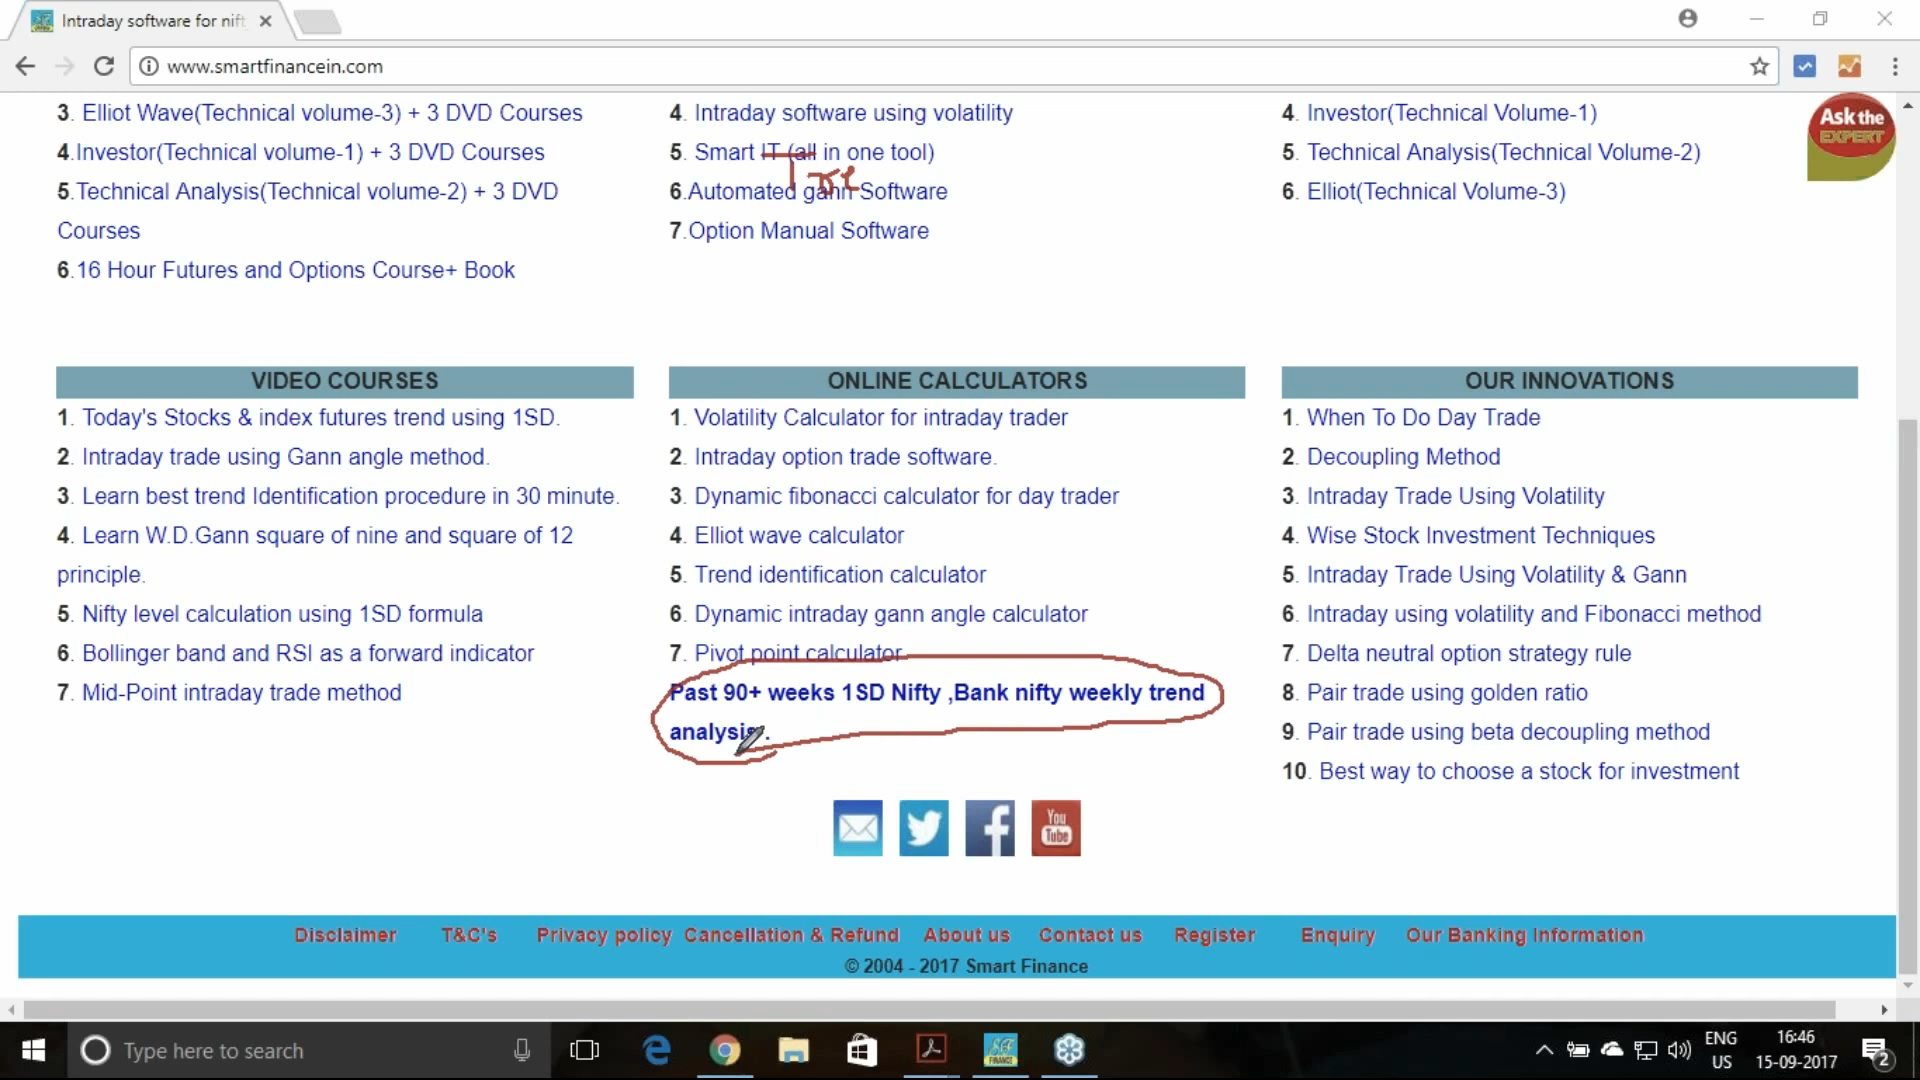 Intraday software for nift
www.smartfinancein.com
3. Elliot Wave(Technical volume-3) + 3 DVD Courses
4.Investor(Technical volume-1) + 3 DVD Courses
5.Technical Analysis(Technical volume-2) + 3 DVD
Courses
6.16 Hour Futures and Options Course+ Book
4. Intraday software using volatility
5. Smart IT (all in one tool)
6.Automated gann Software
7.Option Manual Software
4. Investor(Technical Volume-1)
5. Technical Analysis(Technical Volume-2)
6. Elliot(Technical Volume-3)
Ask the
EXPERT
VIDEO COURSES
1. Today's Stocks & index futures trend using 1SD.
2. Intraday trade using Gann angle method.
3. Learn best trend Identification procedure in 30 minute.
4. Learn W.D.Gann square of nine and square of 12
principle.
5. Nifty level calculation using 1SD formula
6. Bollinger band and RSI as a forward indicator
7. Mid-Point intraday trade method
ONLINE CALCULATORS
1. Volatility Calculator for intraday trader
2. Intraday option trade software.
3. Dynamic fibonacci calculator for day trader
4. Elliot wave calculator
5. Trend identification calculator
6. Dynamic intraday gann angle calculator
7. Pivot point calculator
Past 90+ weeks 1SD Nifty ,Bank nifty weekly trend
analysis .
OUR INNOVATIONS
1. When To Do Day Trade
2. Decoupling Method
3. Intraday Trade Using Volatility
4. Wise Stock Investment Techniques
5. Intraday Trade Using Volatility & Gann
6. Intraday using volatility and Fibonacci method
7. Delta neutral option strategy rule
8. Pair trade using golden ratio
9. Pair trade using beta decoupling method
10. Best way to choose a stock for investment
You
Tube
Disclaimer T&C's Privacy policy Cancellation & Refund About us Contact us Register Enquiry Our Banking Information
© 2004 - 2017 Smart Finance
Type here to search
ENG
US
16:46
15-09-2017
2